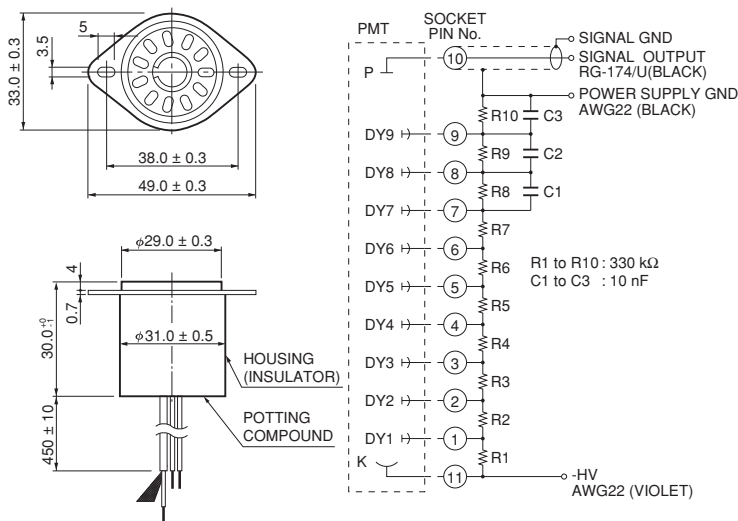 33.0 ± 0.3
3.5
5
38.0 ± 0.3
49.0 ± 0.3
φ29.0 ± 0.3
4
0.7
30.0 +0 -1
φ31.0 ± 0.5
450 ± 10
HOUSING
(INSULATOR)
POTTING
COMPOUND
PMT
SOCKET
PIN No.
SIGNAL GND
P
10
SIGNAL OUTPUT
RG-174/U(BLACK)
POWER SUPPLY GND
AWG22 (BLACK)
R10
C3
DY9
9
R9
C2
DY8
8
R8
C1
DY7
7
R7
DY6
6
R6
DY5
5
R5
DY4
4
R4
DY3
3
R3
DY2
2
R2
DY1
1
R1
K
11
-HV
AWG22 (VIOLET)
R1 to R10 : 330 kΩ
C1 to C3 : 10 nF